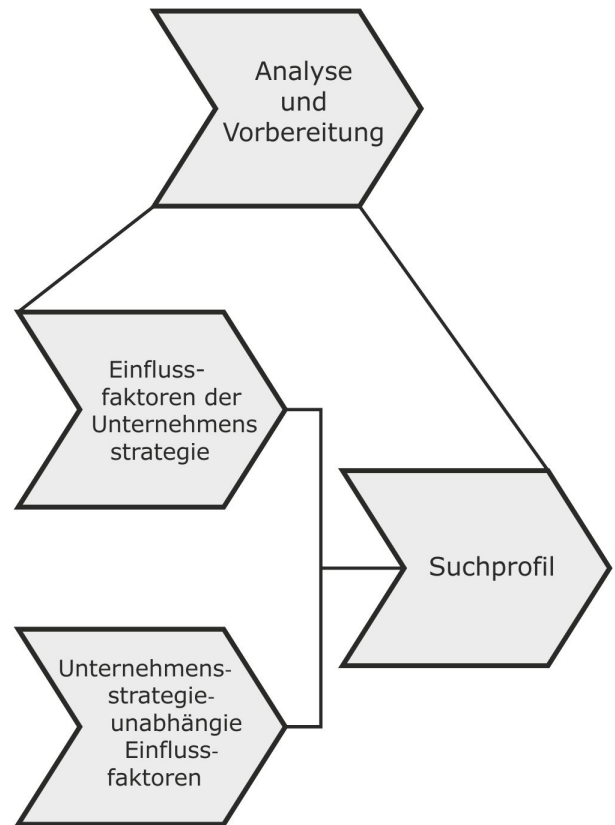 Analyse
und
Vorbereitung
Einfluss-
faktoren der
Unternehmens
strategie
Suchprofil
Unternehmens-
strategie-
unabhängie
Einfluss-
faktoren